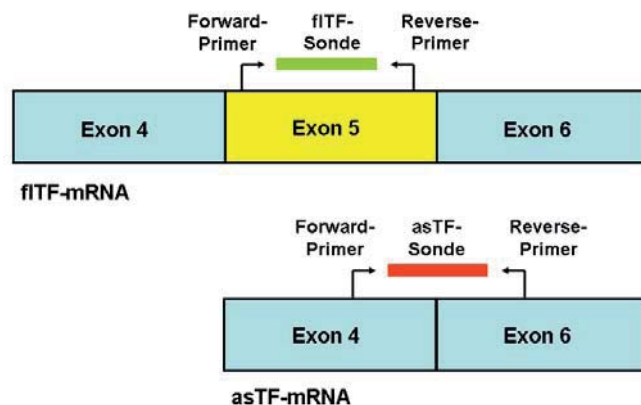 Forward-
Primer
flTF-
Sonde
Reverse-
Primer
Exon 4
Exon 5
Exon 6
flTF-mRNA
Forward-
Primer
asTF-
Sonde
Reverse-
Primer
Exon 4
Exon 6
asTF-mRNA